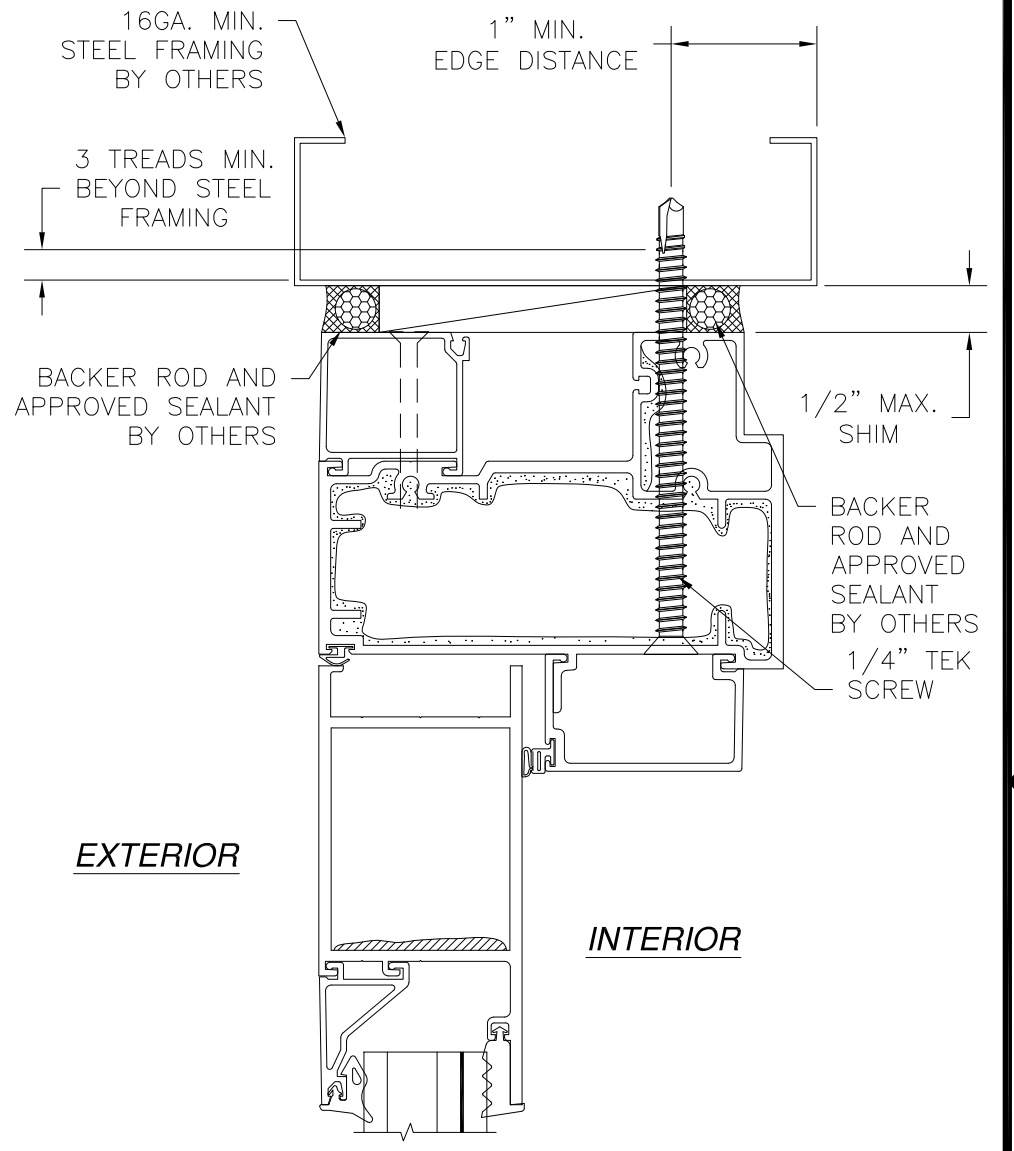 16GA. MIN.
STEEL FRAMING
BY OTHERS
1" MIN.
EDGE DISTANCE
3 TREADS MIN.
BEYOND STEEL
FRAMING
BACKER ROD AND
APPROVED SEALANT
BY OTHERS
1/2" MAX.
SHIM
BACKER
ROD AND
APPROVED
SEALANT
BY OTHERS
1/4" TEK
SCREW
EXTERIOR
INTERIOR